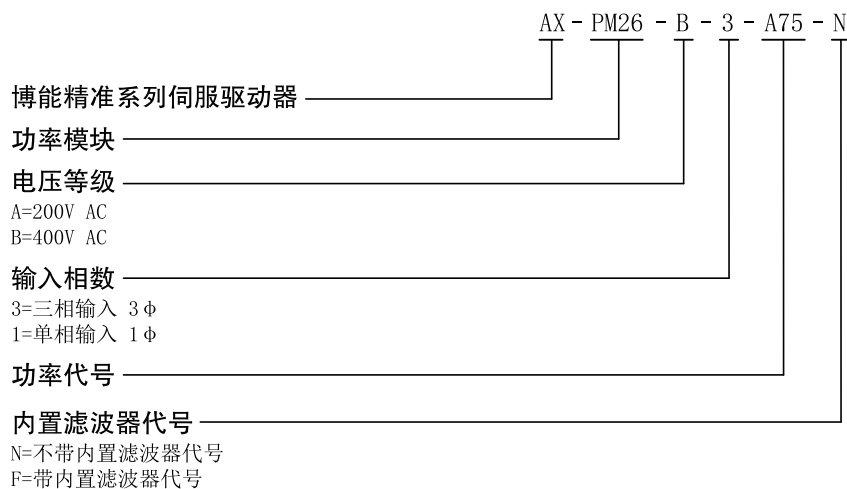 AX-PM26-B-3-A75-N
博能精准系列伺服驱动器
功率模块
电压等级
A=200V AC
B=400V AC
输入相数
3=三相输入 3φ
1=单相输入 1φ
功率代号
内置滤波器代号
N=不带内置滤波器代号
F=带内置滤波器代号